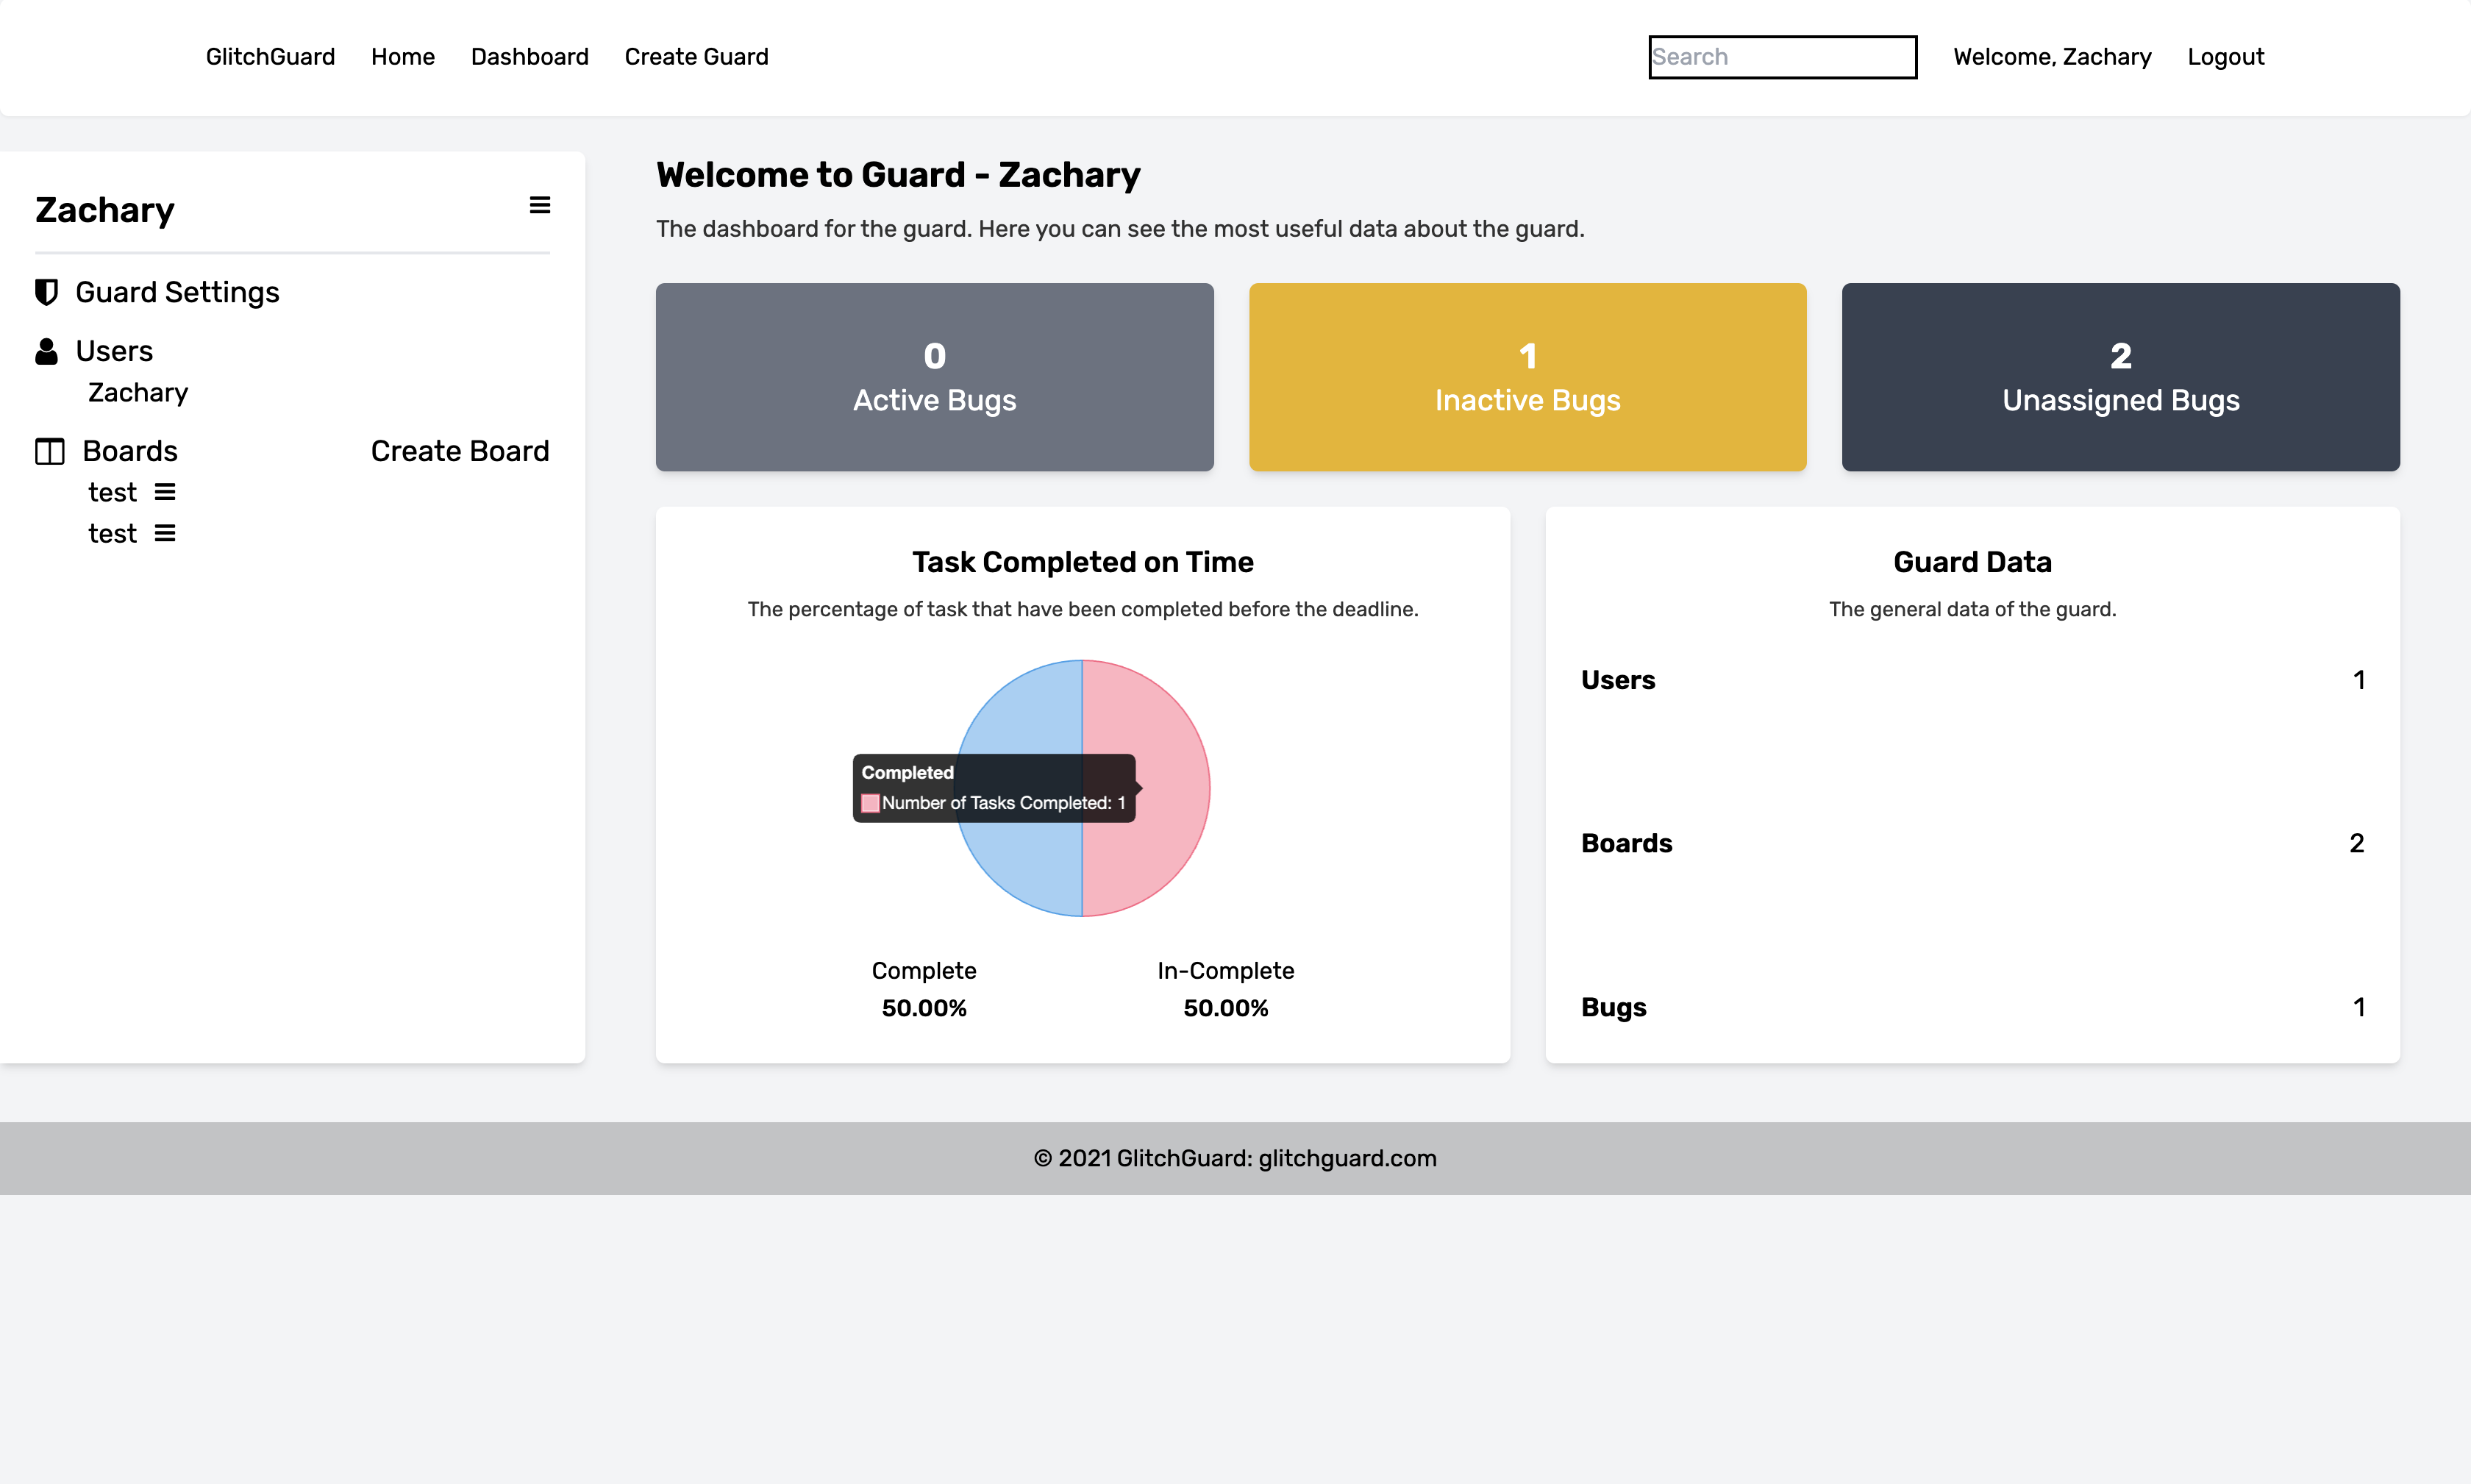 GlitchGuard Home Dashboard Create Guard Search Welcome, Zachary Logout
Zachary
Guard Settings
Users
Zachary
Boards Create Board
test
test
Welcome to Guard - Zachary
The dashboard for the guard. Here you can see the most useful data about the guard.
0
Active Bugs
1
Inactive Bugs
2
Unassigned Bugs
Task Completed on Time
The percentage of task that have been completed before the deadline.
Completed
Number of Tasks Completed: 1
Complete In-Complete
50.00% 50.00%
Guard Data
The general data of the guard.
Users 1
Boards 2
Bugs 1
© 2021 GlitchGuard: glitchguard.com